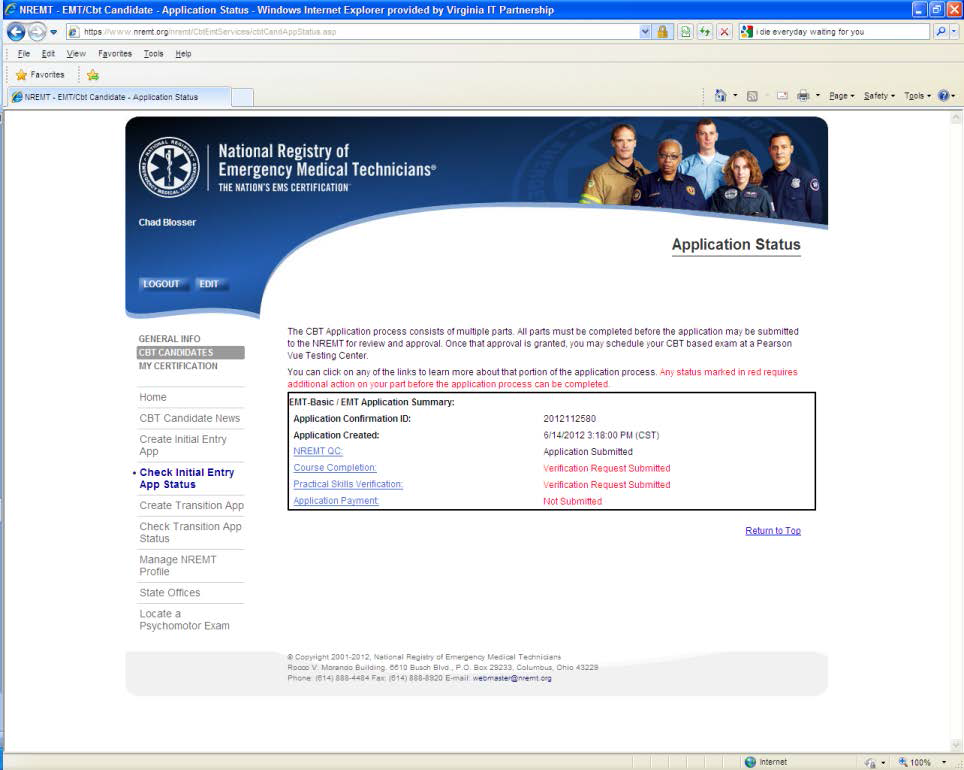 NREMT - EMT/Cbt Candidate - Application Status - Windows Internet Explorer provided by Virginia IT Partnership
https://www.nremt.org/nremt/CbtEmtServices/cbtCandAppStatus.asp
i die everyday waiting for you
File Edit View Favorites Tools Help
Favorites
NREMT - EMT/Cbt Candidate - Application Status
Page Safety Tools
National Registry of
Emergency Medical Technicians®
THE NATION'S EMS CERTIFICATION
Chad Blosser
Application Status
LOGOUT EDIT
GENERAL INFO
CBT CANDIDATES
MY CERTIFICATION
Home
CBT Candidate News
Create Initial Entry
App
• Check Initial Entry
App Status
Create Transition App
Check Transition App
Status
Manage NREMT
Profile
State Offices
Locate a
Psychomotor Exam
The CBT Application process consists of multiple parts. All parts must be completed before the application may be submitted
to the NREMT for review and approval. Once that approval is granted, you may schedule your CBT based exam at a Pearson
Vue Testing Center.
You can click on any of the links to learn more about that portion of the application process. Any status marked in red requires
additional action on your part before the application process can be completed.
EMT-Basic / EMT Application Summary:
Application Confirmation ID: 2012112580
Application Created: 6/14/2012 3:18:00 PM (CST)
NREMT QC: Application Submitted
Course Completion: Verification Request Submitted
Practical Skills Verification: Verification Request Submitted
Application Payment: Not Submitted
Return to Top
© Copyright 2001-2012, National Registry of Emergency Medical Technicians
Rocco V. Morando Building, 6610 Busch Blvd., P.O. Box 29233, Columbus, Ohio 43229
Phone: (614) 888-4484 Fax: (614) 888-8920 E-mail: webmaster@nremt.org
Internet 100%